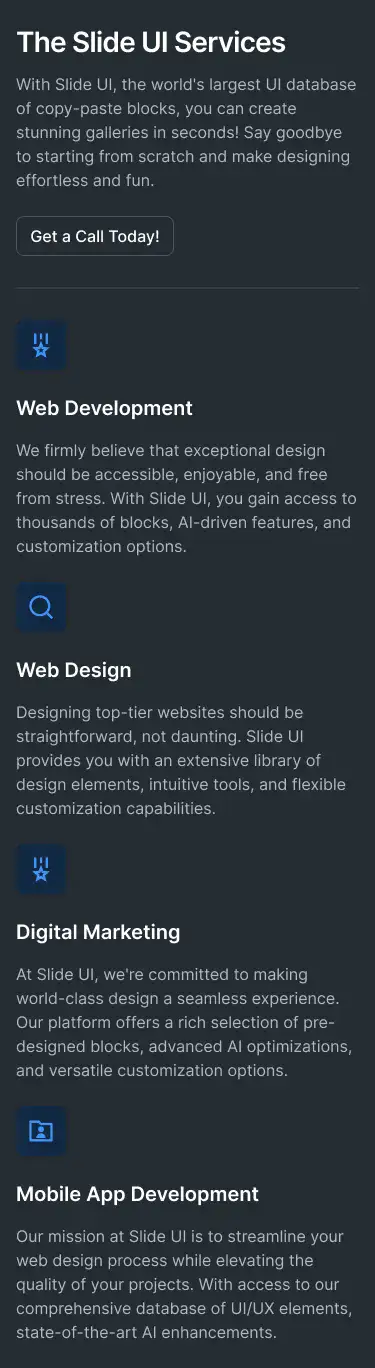 The Slide UI Services
With Slide UI, the world's largest UI database
of copy-paste blocks, you can create
stunning galleries in seconds! Say goodbye
to starting from scratch and make designing
effortless and fun.
Get a Call Today!
Web Development
We firmly believe that exceptional design
should be accessible, enjoyable, and free
from stress. With Slide UI, you gain access to
thousands of blocks, AI-driven features, and
customization options.
Web Design
Designing top-tier websites should be
straightforward, not daunting. Slide UI
provides you with an extensive library of
design elements, intuitive tools, and flexible
customization capabilities.
Digital Marketing
At Slide UI, we're committed to making
world-class design a seamless experience.
Our platform offers a rich selection of pre-
designed blocks, advanced AI optimizations,
and versatile customization options.
Mobile App Development
Our mission at Slide UI is to streamline your
web design process while elevating the
quality of your projects. With access to our
comprehensive database of UI/UX elements,
state-of-the-art AI enhancements.